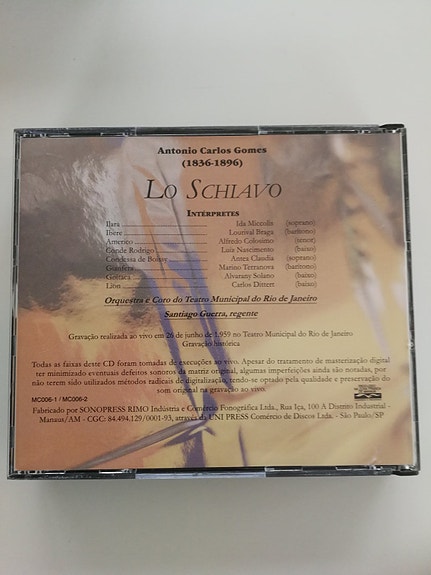 Antonio Carlos Gomes
(1836-1896)
LO SCHIAVO
INTÉRPRETES
Ilara Ida Miccolis (soprano)
Ibère Lourival Braga (barítono)
Americo Alfredo Colosimo (tenor)
Conde Rodrigo Luiz Nascimento (baixo)
Condessa de Boissy Antea Claudia (soprano)
Gianfera Marino Terranova (barítono)
Goitacà Alvarany Solano (baixo)
Lion Carlos Dittert (baixo)
Orquestra e Coro do Teatro Municipal do Rio de Janeiro
Santiago Guerra, regente
Gravação realizada ao vivo em 26 de junho de 1959 no Teatro Municipal do Rio de Janeiro
Gravação histórica
Todas as faixas deste CD foram tomadas de execuções ao vivo. Apesar do tratamento de masterização digital
ter minimizado eventuais defeitos sonoros da matriz original, algumas imperfeições ainda são notadas, por
não terem sido utilizados métodos radicais de digitalização, tendo-se optado pela qualidade e preservação do
som original na gravação ao vivo.
MC006-1 / MC006-2
Fabricado por SONOPRESS RIMO Indústria e Comércio Fonográfica Ltda., Rua Iça, 100 A Distrito Industrial -
Manaus/AM - CGC: 84.494.129/0001-93, através da UNI PRESS Comércio de Discos Ltda. - São Paulo/SP